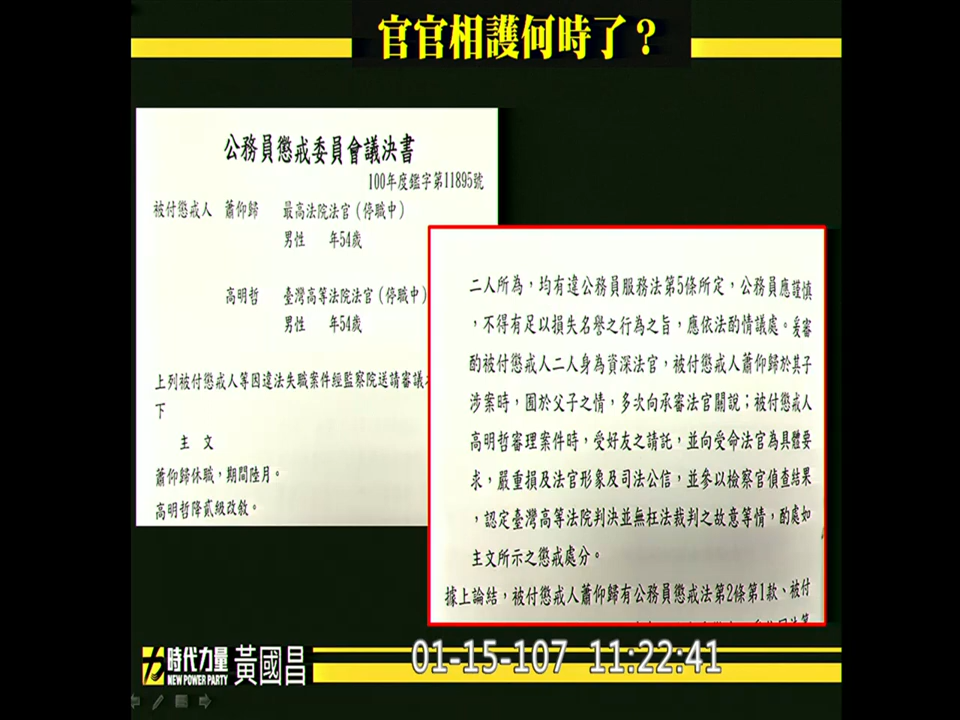 官官相護何時了？
公務員懲戒委員會議決書
100年度鑑字第11895號
被付懲戒人 蕭仰歸 最高法院法官（停職中）
男性 年54歲
高明哲 臺灣高等法院法官（停職中）
男性 年54歲
上列被付懲戒人等因違法失職案件經監察院送請審議
下
主 文
蕭仰歸休職，期間陸月。
高明哲降貳級改敘。
二人所為，均有違公務員服務法第5條所定，公務員應謹慎
，不得有足以損失名譽之行為之旨，應依法酌情議處。爰審
酌被付懲戒人二人身為資深法官，被付懲戒人蕭仰歸於其子
涉案時，囿於父子之情，多次向承審法官關說；被付懲戒人
高明哲審理案件時，受好友之請託，並向受命法官為具體要
求，嚴重損及法官形象及司法公信，並參以檢察官偵查結果
，認定臺灣高等法院判決並無枉法裁判之故意等情，酌處如
主文所示之懲戒處分。
據上論結，被付懲戒人蕭仰歸有公務員懲戒法第2條第1款、被付
時代力量
NEW POWER PARTY
黃國昌
01-15-107 11:22:41